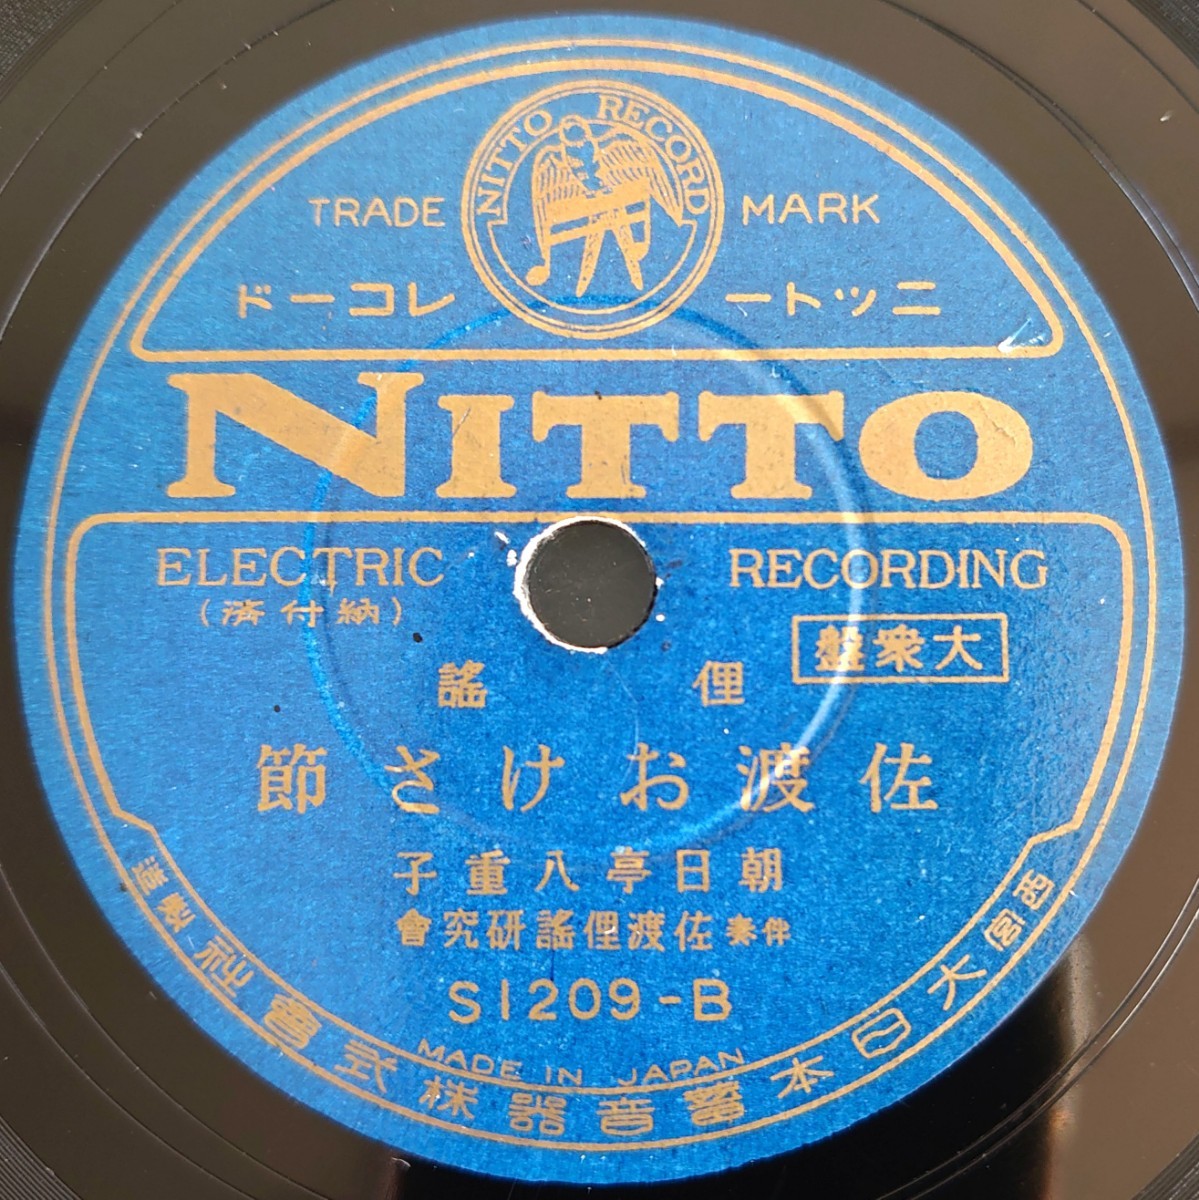 NITTO RECORD
TRADE MARK
ニットーレコード
NITTO
ELECTRIC RECORDING
(納付済)
大衆盤
俚謠
佐渡おけさ節
朝日亭八重子
伴奏佐渡俚謠研究會
S1209-B
MADE IN JAPAN
西宮大日本蓄音器株式會社製造